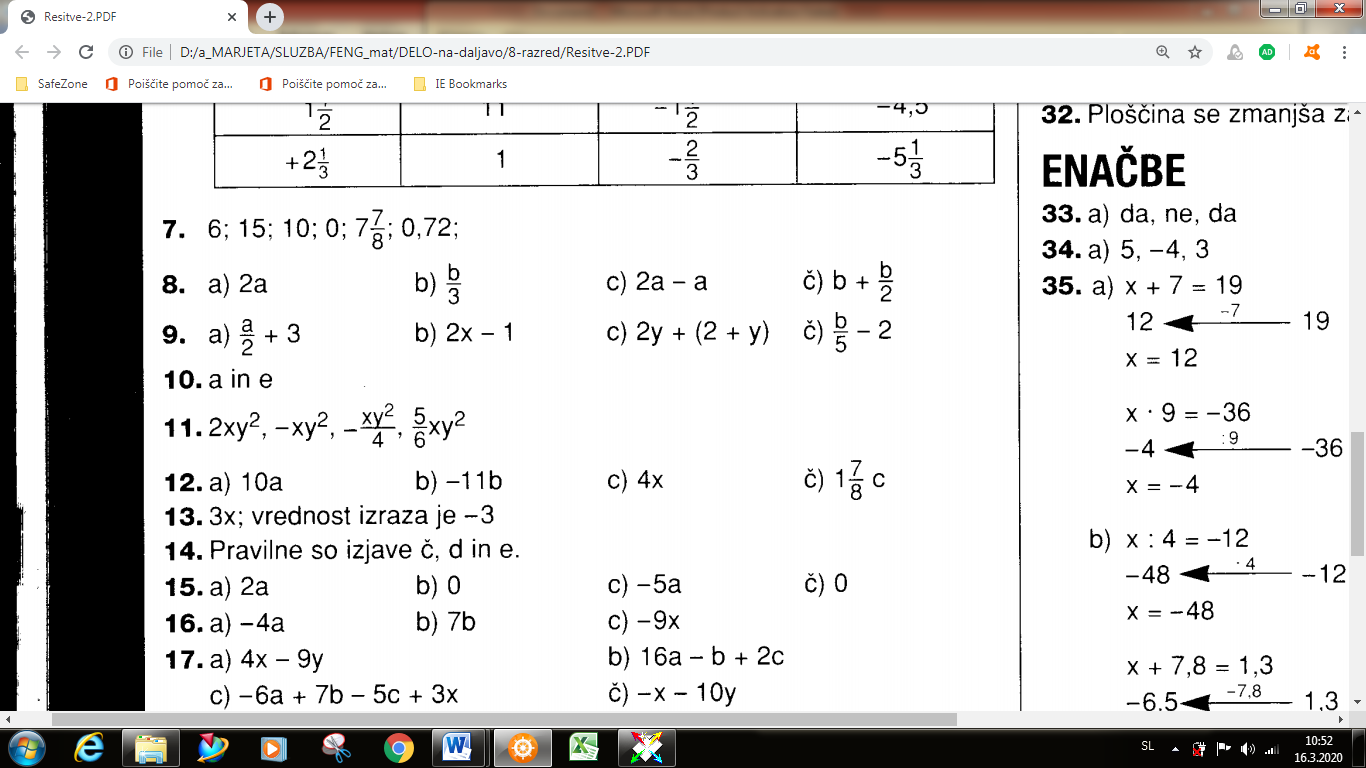 Resitve-2.PDF
File | D:/a_MARJETA/SLUZBA/FENG_mat/DELO-na-daljavo/8-razred/Resitve-2.PDF
SafeZone Poiščite pomoč za... Poiščite pomoč za... IE Bookmarks
+2 1/3 1 -2/3 -5 1/3
7. 6; 15; 10; 0; 7 7/8; 0,72;
8. a) 2a b) b/3 c) 2a – a č) b + b/2
9. a) a/2 + 3 b) 2x – 1 c) 2y + (2 + y) č) b/5 – 2
10. a in e
11. 2xy², –xy², –xy²/4, 5/6xy²
12. a) 10a b) –11b c) 4x č) 1 7/8 c
13. 3x; vrednost izraza je –3
14. Pravilne so izjave č, d in e.
15. a) 2a b) 0 c) –5a č) 0
16. a) –4a b) 7b c) –9x
17. a) 4x – 9y b) 16a – b + 2c
c) –6a + 7b – 5c + 3x č) –x – 10y
32. Ploščina se zmanjša
ENAČBE
33. a) da, ne, da
34. a) 5, –4, 3
35. a) x + 7 = 19
12 –7 19
x = 12
x · 9 = –36
–4 :9 –36
x = –4
b) x : 4 = –12
–48 · 4 –12
x = –48
x + 7,8 = 1,3
–6.5 –7,8 1,3
SL 10:52
16.3.2020